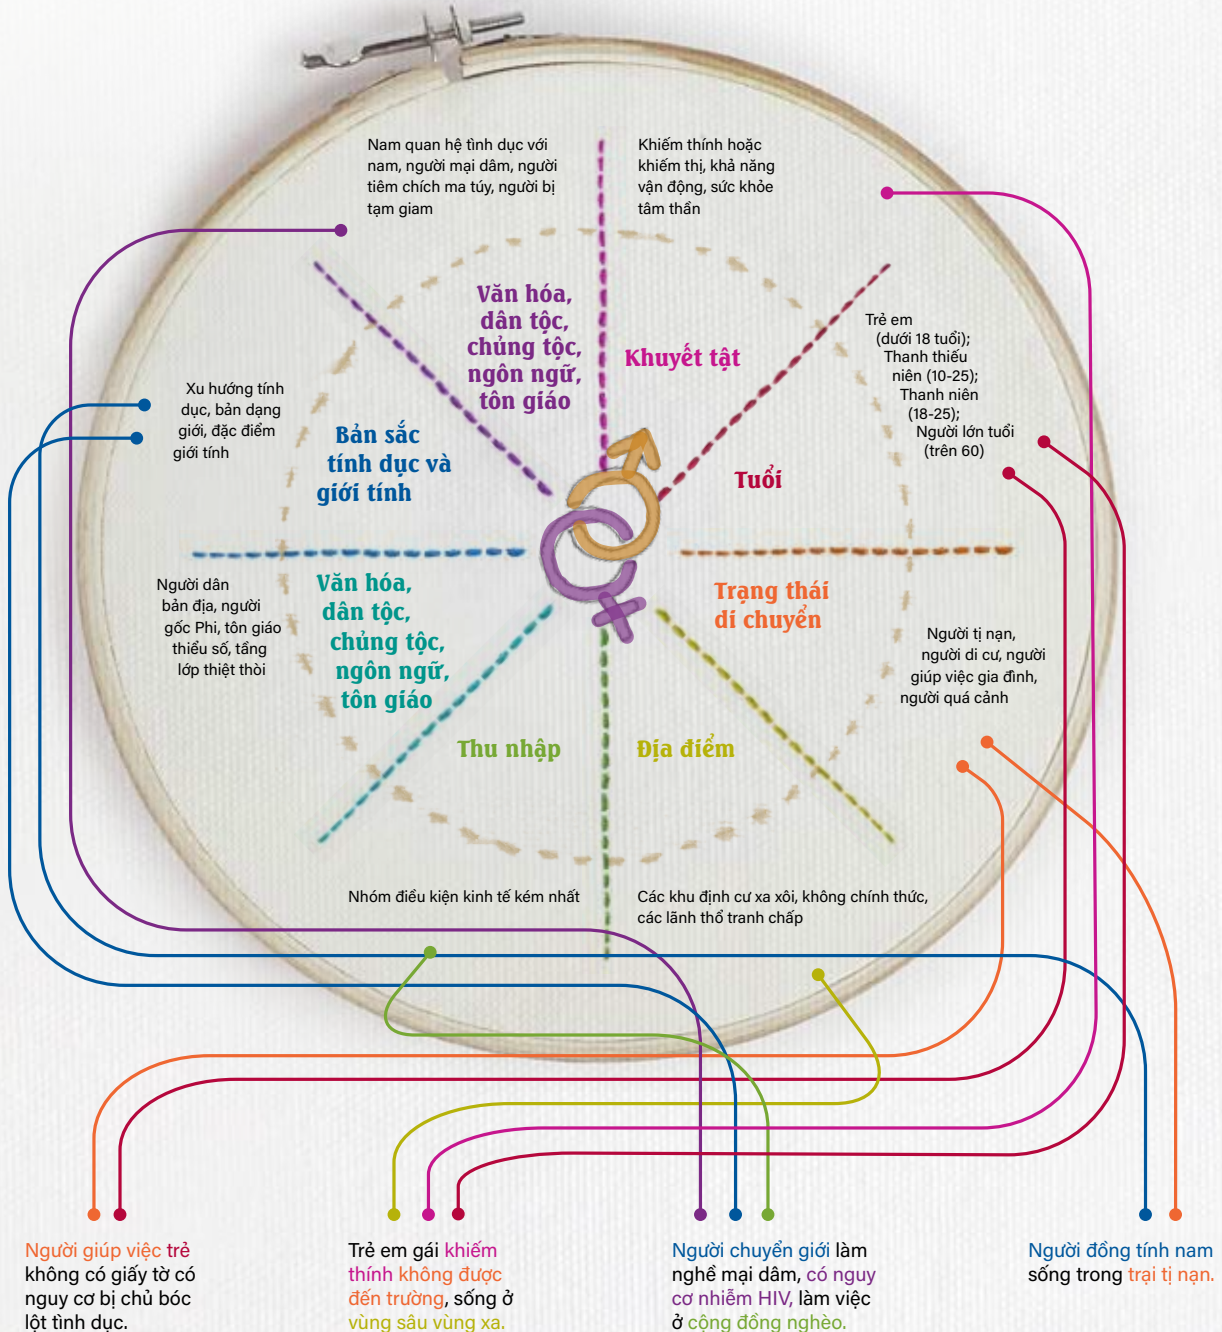 Nam quan hệ tình dục với
nam, người mại dâm, người
tiêm chích ma túy, người bị
tạm giam
Khiếm thính hoặc
khiếm thị, khả năng
vận động, sức khỏe
tâm thần
Văn hóa,
dân tộc,
chủng tộc,
ngôn ngữ,
tôn giáo
Khuyết tật
Trẻ em
(dưới 18 tuổi);
Thanh thiếu
niên (10-25);
Thanh niên
(18-25);
Người lớn tuổi
(trên 60)
Xu hướng tính
dục, bản dạng
giới, đặc điểm
giới tính
Bản sắc
tính dục và
giới tính
Tuổi
Người dân
bản địa, người
gốc Phi, tôn giáo
thiểu số, tầng
lớp thiệt thòi
Văn hóa,
dân tộc,
chủng tộc,
ngôn ngữ,
tôn giáo
Trạng thái
di chuyển
Người tị nạn,
người di cư, người
giúp việc gia đình,
người quá cảnh
Thu nhập
Địa điểm
Nhóm điều kiện kinh tế kém nhất
Các khu định cư xa xôi, không chính thức,
các lãnh thổ tranh chấp
Người giúp việc trẻ
không có giấy tờ có
nguy cơ bị chủ bóc
lột tình dục.
Trẻ em gái khiếm
thính không được
đến trường, sống ở
vùng sâu vùng xa.
Người chuyển giới làm
nghề mại dâm, có nguy
cơ nhiễm HIV, làm việc
ở cộng đồng nghèo.
Người đồng tính nam
sống trong trại tị nạn.